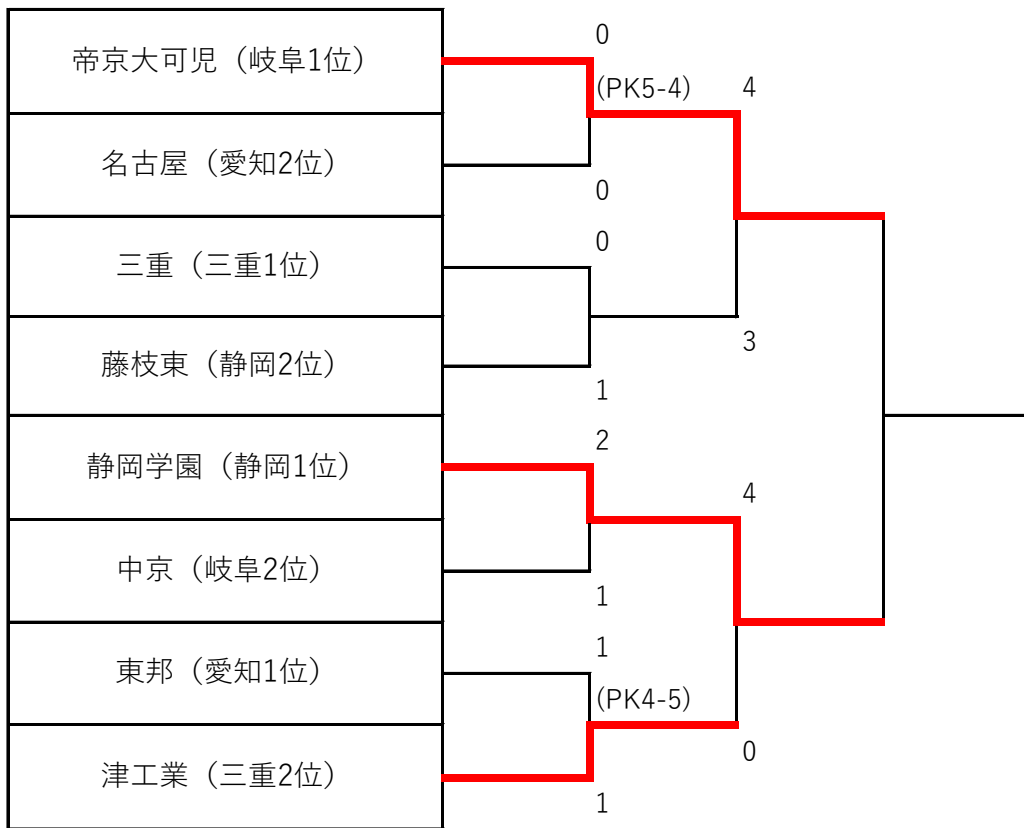 帝京大可児（岐阜1位）
名古屋（愛知2位）
三重（三重1位）
藤枝東（静岡2位）
静岡学園（静岡1位）
中京（岐阜2位）
東邦（愛知1位）
津工業（三重2位）
0
(PK5-4)
0
0
1
2
1
1
(PK4-5)
1
4
3
4
0